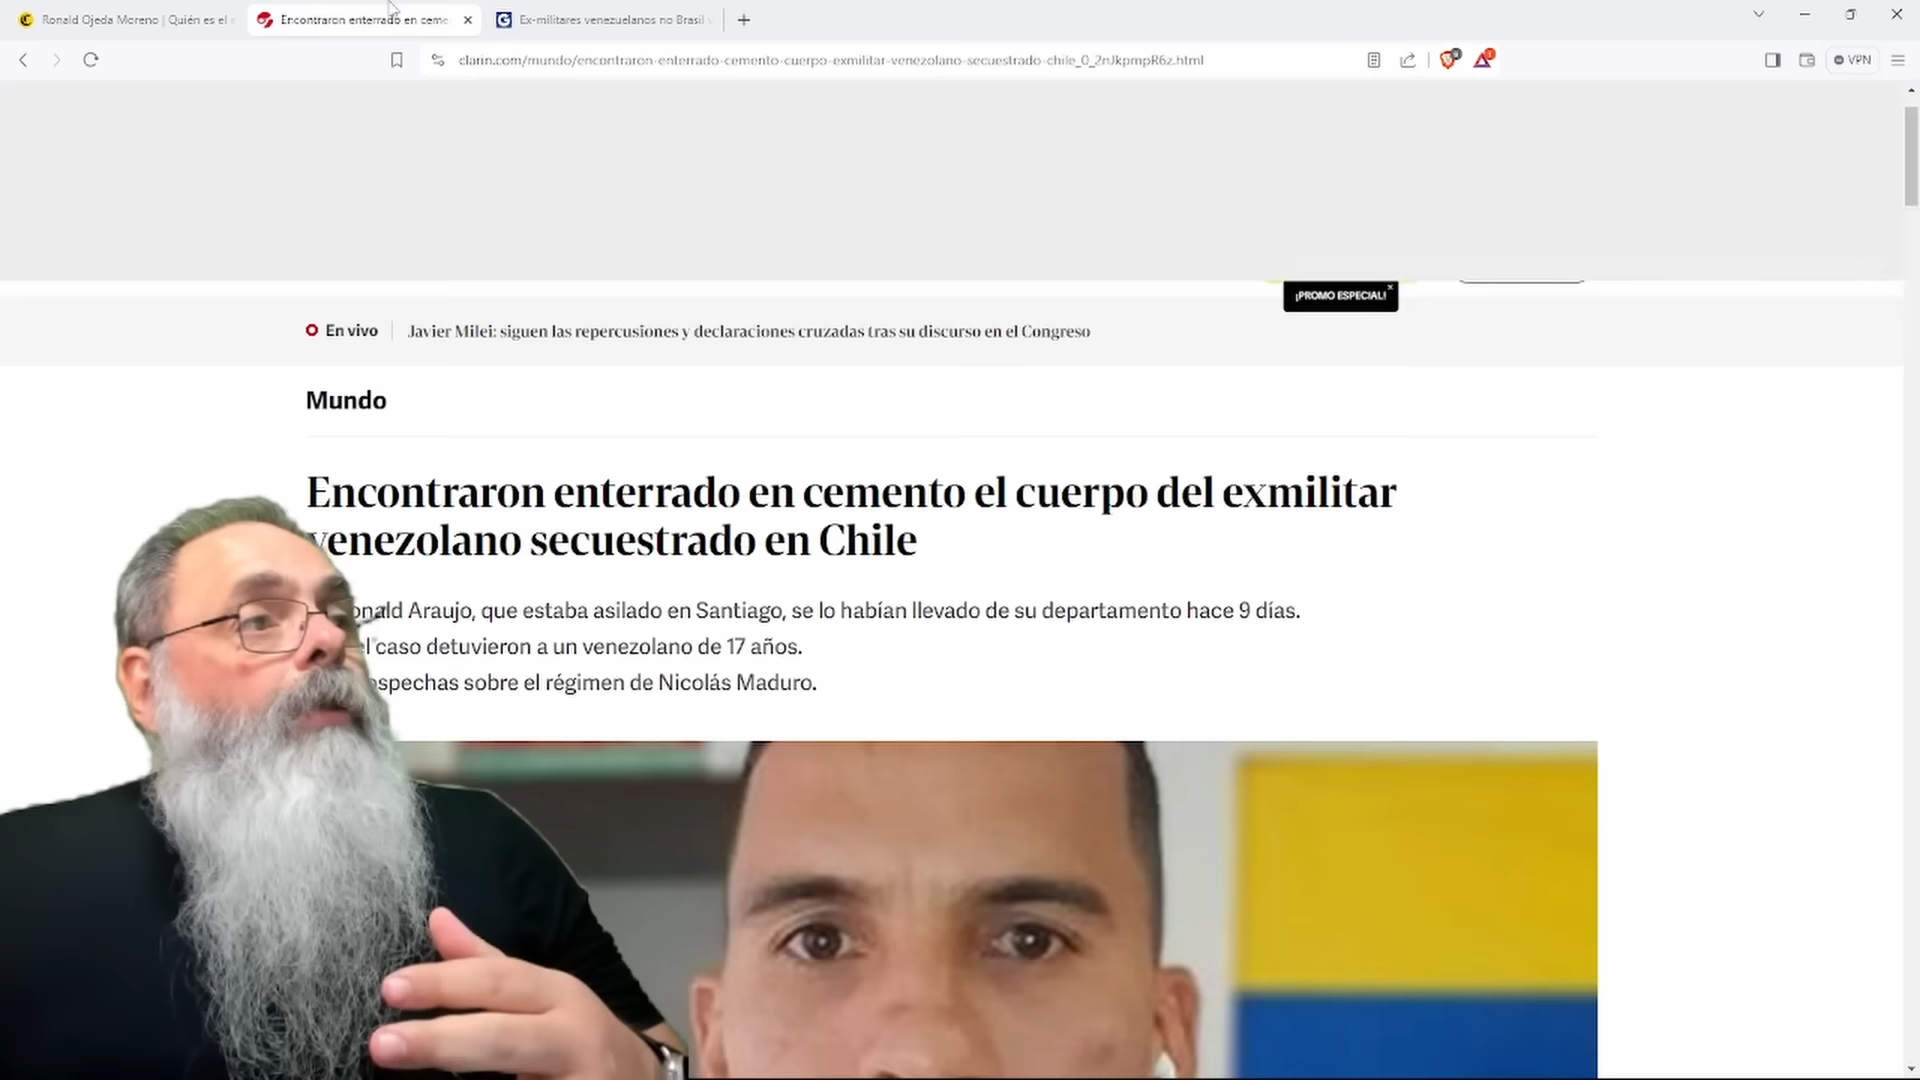 Ronald Ojeda Moreno | Quién es el e
Encontraron enterrado en ceme
Ex-militares venezuelanos no Brasil
clarin.com/mundo/encontraron-enterrado-cemento-cuerpo-exmilitar-venezolano-secuestrado-chile_0_2nJkpmpR6z.html
VPN
¡PROMO ESPECIAL!
En vivo
Javier Milei: siguen las repercusiones y declaraciones cruzadas tras su discurso en el Congreso
Mundo
Encontraron enterrado en cemento el cuerpo del exmilitar
venezolano secuestrado en Chile
onald Araujo, que estaba asilado en Santiago, se lo habían llevado de su departamento hace 9 días.
el caso detuvieron a un venezolano de 17 años.
ospechas sobre el régimen de Nicolás Maduro.